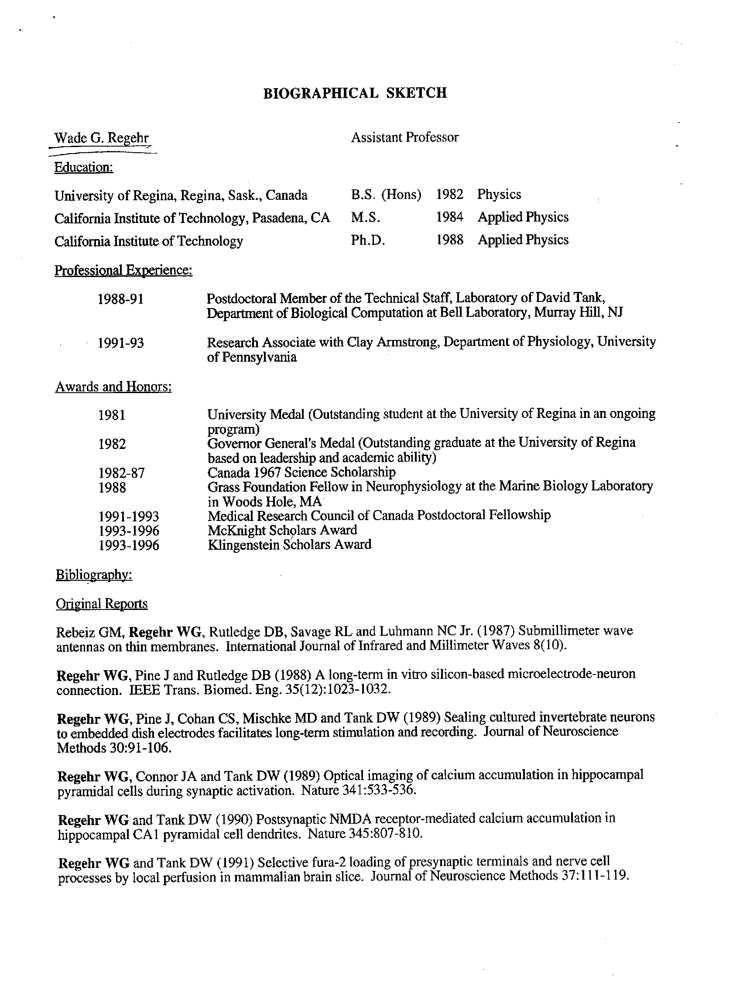 BIOGRAPHICAL SKETCH
Wade G. Regehr Assistant Professor
Education:
University of Regina, Regina, Sask., Canada B.S. (Hons) 1982 Physics
California Institute of Technology, Pasadena, CA M.S. 1984 Applied Physics
California Institute of Technology Ph.D. 1988 Applied Physics
Professional Experience:
1988-91 Postdoctoral Member of the Technical Staff, Laboratory of David Tank,
Department of Biological Computation at Bell Laboratory, Murray Hill, NJ
1991-93 Research Associate with Clay Armstrong, Department of Physiology, University
of Pennsylvania
Awards and Honors:
1981 University Medal (Outstanding student at the University of Regina in an ongoing
program)
1982 Governor General's Medal (Outstanding graduate at the University of Regina
based on leadership and academic ability)
1982-87 Canada 1967 Science Scholarship
1988 Grass Foundation Fellow in Neurophysiology at the Marine Biology Laboratory
in Woods Hole, MA
1991-1993 Medical Research Council of Canada Postdoctoral Fellowship
1993-1996 McKnight Scholars Award
1993-1996 Klingenstein Scholars Award
Bibliography:
Original Reports
Rebeiz GM, Regehr WG, Rutledge DB, Savage RL and Luhmann NC Jr. (1987) Submillimeter wave
antennas on thin membranes. International Journal of Infrared and Millimeter Waves 8(10).
Regehr WG, Pine J and Rutledge DB (1988) A long-term in vitro silicon-based microelectrode-neuron
connection. IEEE Trans. Biomed. Eng. 35(12):1023-1032.
Regehr WG, Pine J, Cohan CS, Mischke MD and Tank DW (1989) Sealing cultured invertebrate neurons
to embedded dish electrodes facilitates long-term stimulation and recording. Journal of Neuroscience
Methods 30:91-106.
Regehr WG, Connor JA and Tank DW (1989) Optical imaging of calcium accumulation in hippocampal
pyramidal cells during synaptic activation. Nature 341:533-536.
Regehr WG and Tank DW (1990) Postsynaptic NMDA receptor-mediated calcium accumulation in
hippocampal CA1 pyramidal cell dendrites. Nature 345:807-810.
Regehr WG and Tank DW (1991) Selective fura-2 loading of presynaptic terminals and nerve cell
processes by local perfusion in mammalian brain slice. Journal of Neuroscience Methods 37:111-119.